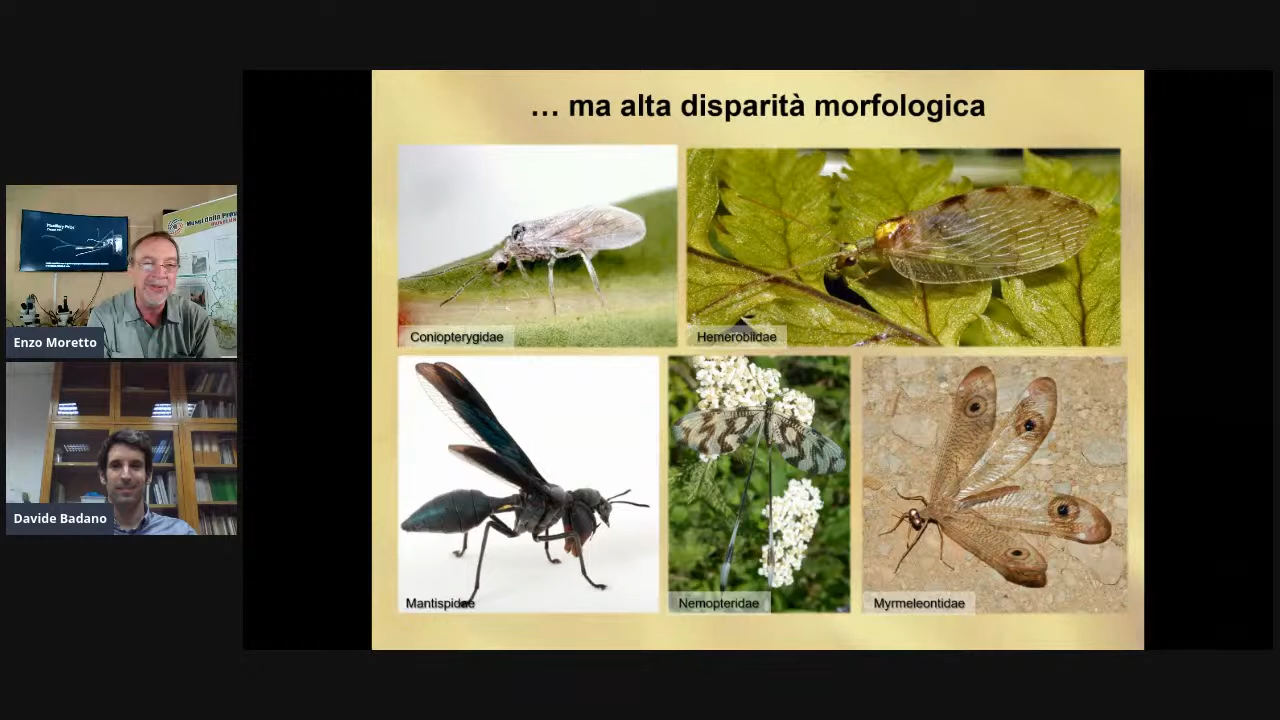 … ma alta disparità morfologica
Coniopterygidae
Hemerobiidae
Mantispidae
Nemopteridae
Myrmeleontidae
Enzo Moretto
Davide Badano